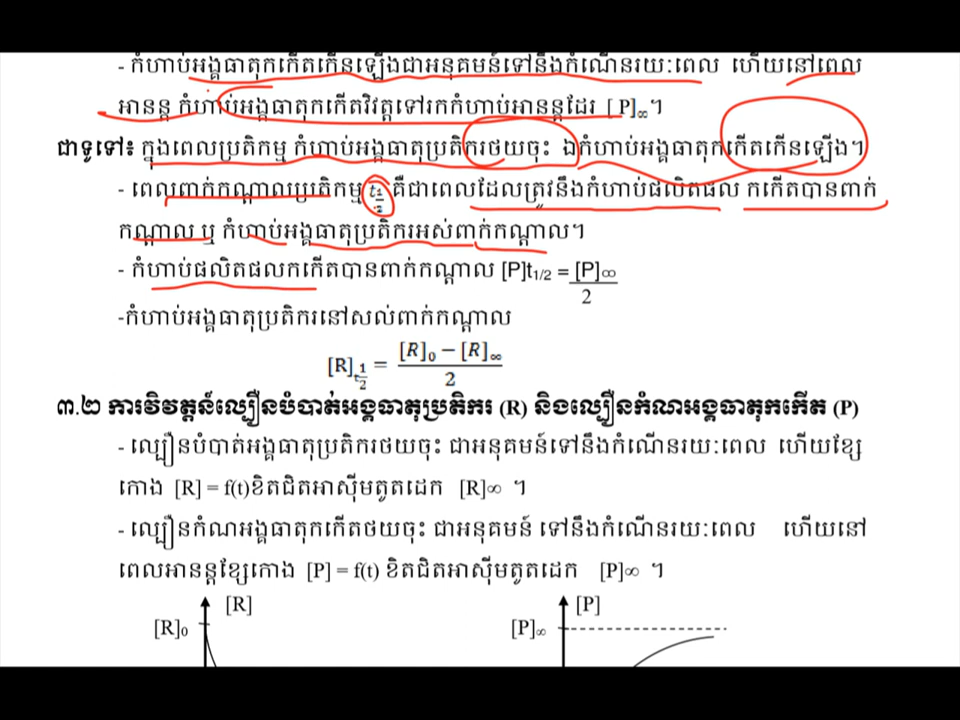 - កំហាប់អង្គធាតុកកើតកើនឡើងជាអនុគមន៍ទៅនឹងកំណើនរយៈពេល ហើយនៅពេល
អានន្ត កំហាប់អង្គធាតុកកើតវិវត្តទៅរកកំហាប់អានន្តដែរ [ P]∞។
ជាទូទៅ៖ ក្នុងពេលប្រតិកម្ម កំហាប់អង្គធាតុប្រតិករថយចុះ ឯកំហាប់អង្គធាតុកកើតកើនឡើង។
- ពេលពាក់កណ្តាលប្រតិកម្ម t1/2 គឺជាពេលដែលត្រូវនឹងកំហាប់ផលិតផល កកើតបានពាក់
កណ្តាល ឬ កំហាប់អង្គធាតុប្រតិករអស់ពាក់កណ្តាល។
- កំហាប់ផលិតផលកកើតបានពាក់កណ្តាល [P]t1/2 = [P]∞/2
-កំហាប់អង្គធាតុប្រតិករនៅសល់ពាក់កណ្តាល
[R]t1/2 = ([R]0 − [R]∞)/2
៣.២ ការវិវត្តន៍ល្បឿនបំបាត់អង្គធាតុប្រតិករ (R) និងល្បឿនកំណអង្គធាតុកកើត (P)
- ល្បឿនបំបាត់អង្គធាតុប្រតិករថយចុះ ជាអនុគមន៍ទៅនឹងកំណើនរយៈពេល ហើយខ្សែ
កោង [R] = f(t)ខិតជិតអាស៊ីមតូតដេក [R]∞ ។
- ល្បឿនកំណអង្គធាតុកកើតថយចុះ ជាអនុគមន៍ ទៅនឹងកំណើនរយៈពេល ហើយនៅ
ពេលអានន្តខ្សែកោង [P] = f(t) ខិតជិតអាស៊ីមតូតដេក [P]∞ ។
[R] [P]
[R]0 [P]∞